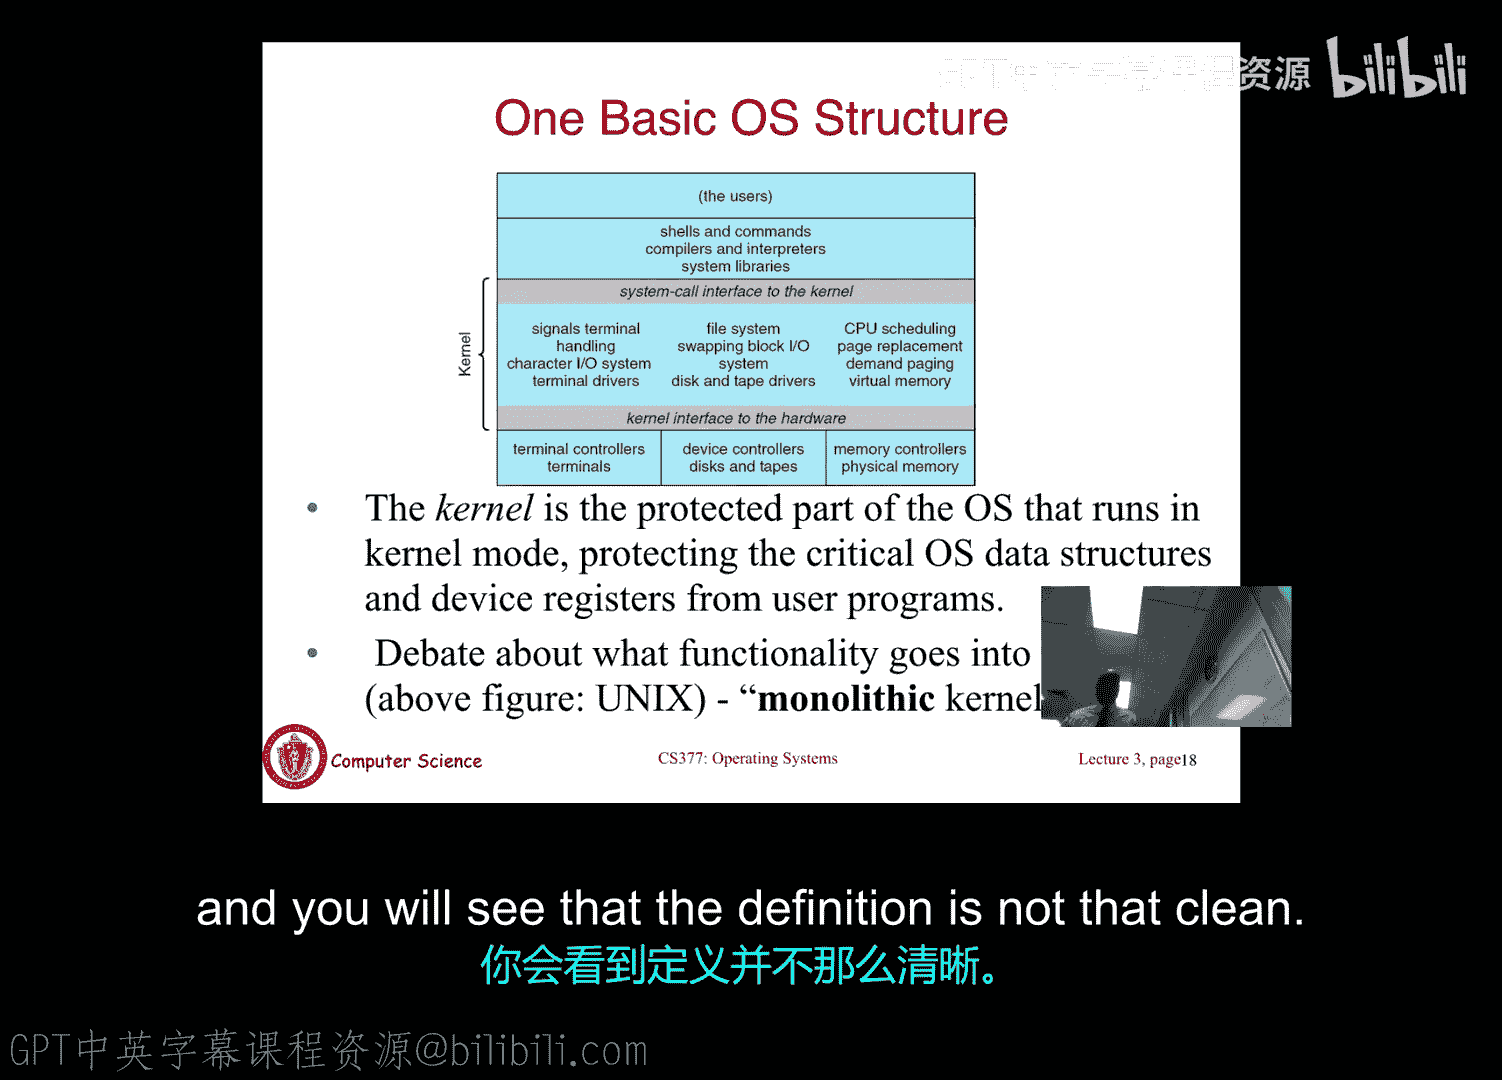 资源 bilibili
One Basic OS Structure
(the users)
shells and commands
compilers and interpreters
system libraries
Kernel
system-call interface to the kernel
signals terminal
handling
character I/O system
terminal drivers
file system
swapping block I/O
system
disk and tape drivers
CPU scheduling
page replacement
demand paging
virtual memory
kernel interface to the hardware
terminal controllers
terminals
device controllers
disks and tapes
memory controllers
physical memory
• The kernel is the protected part of the OS that runs in
kernel mode, protecting the critical OS data structures
and device registers from user programs.
• Debate about what functionality goes into
(above figure: UNIX) - “monolithic kernel
Computer Science
CS377: Operating Systems
Lecture 3, page18
and you will see that the definition is not that clean.
你会看到定义并不那么清晰。
GPT中英字幕课程资源@bilibili.com